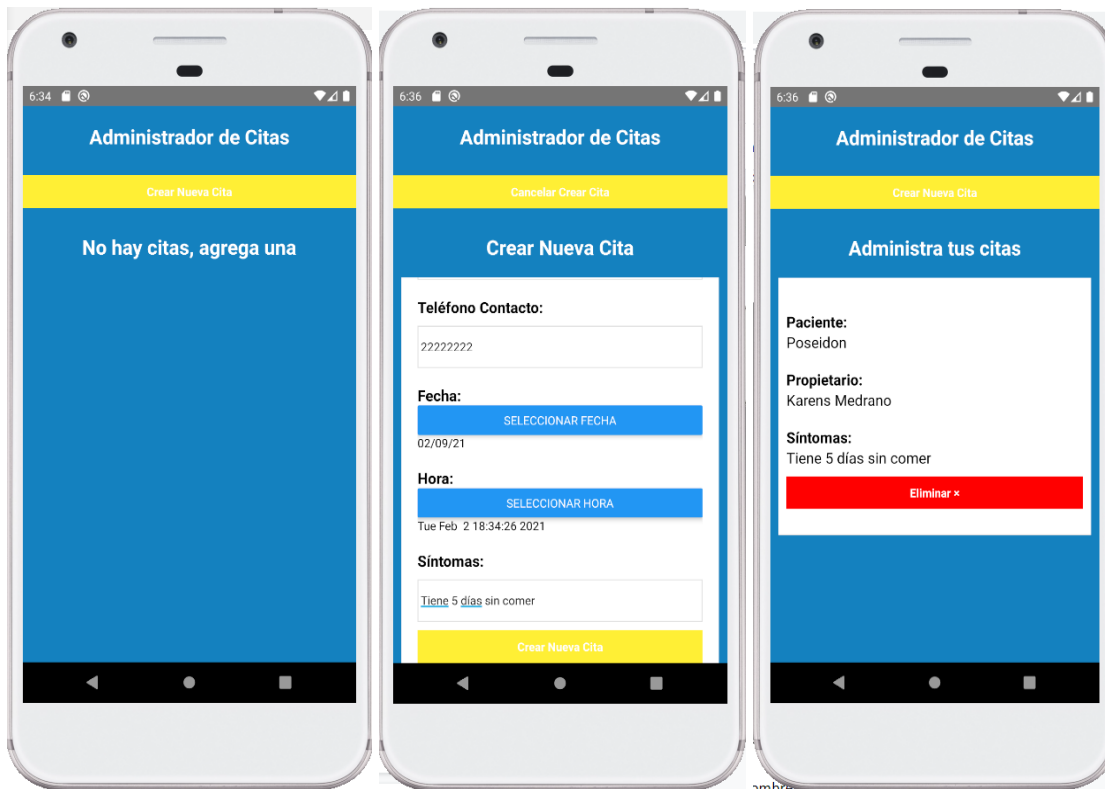 6:34
Administrador de Citas
Crear Nueva Cita
No hay citas, agrega una
6:36
Administrador de Citas
Cancelar Crear Cita
Crear Nueva Cita
Teléfono Contacto:
22222222
Fecha:
SELECCIONAR FECHA
02/09/21
Hora:
SELECCIONAR HORA
Tue Feb 2 18:34:26 2021
Síntomas:
Tiene 5 días sin comer
Crear Nueva Cita
6:36
Administrador de Citas
Crear Nueva Cita
Administra tus citas
Paciente:
Poseidon
Propietario:
Karens Medrano
Síntomas:
Tiene 5 días sin comer
Eliminar ×